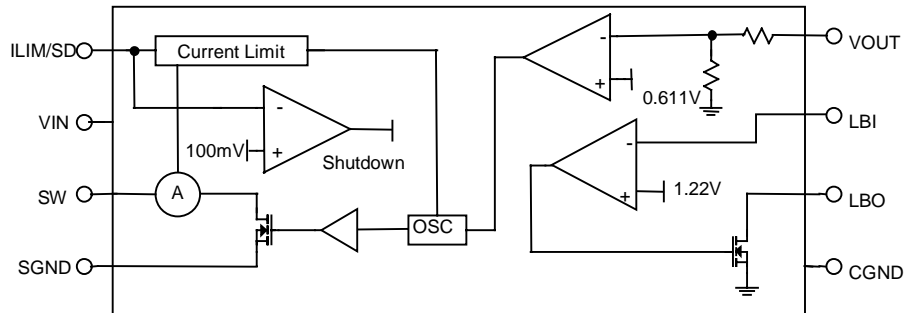 ILIM/SD
Current Limit
-
+
VOUT
0.611V
VIN
-
100mV
+
Shutdown
LBI
-
+
1.22V
SW
A
LBO
OSC
SGND
CGND